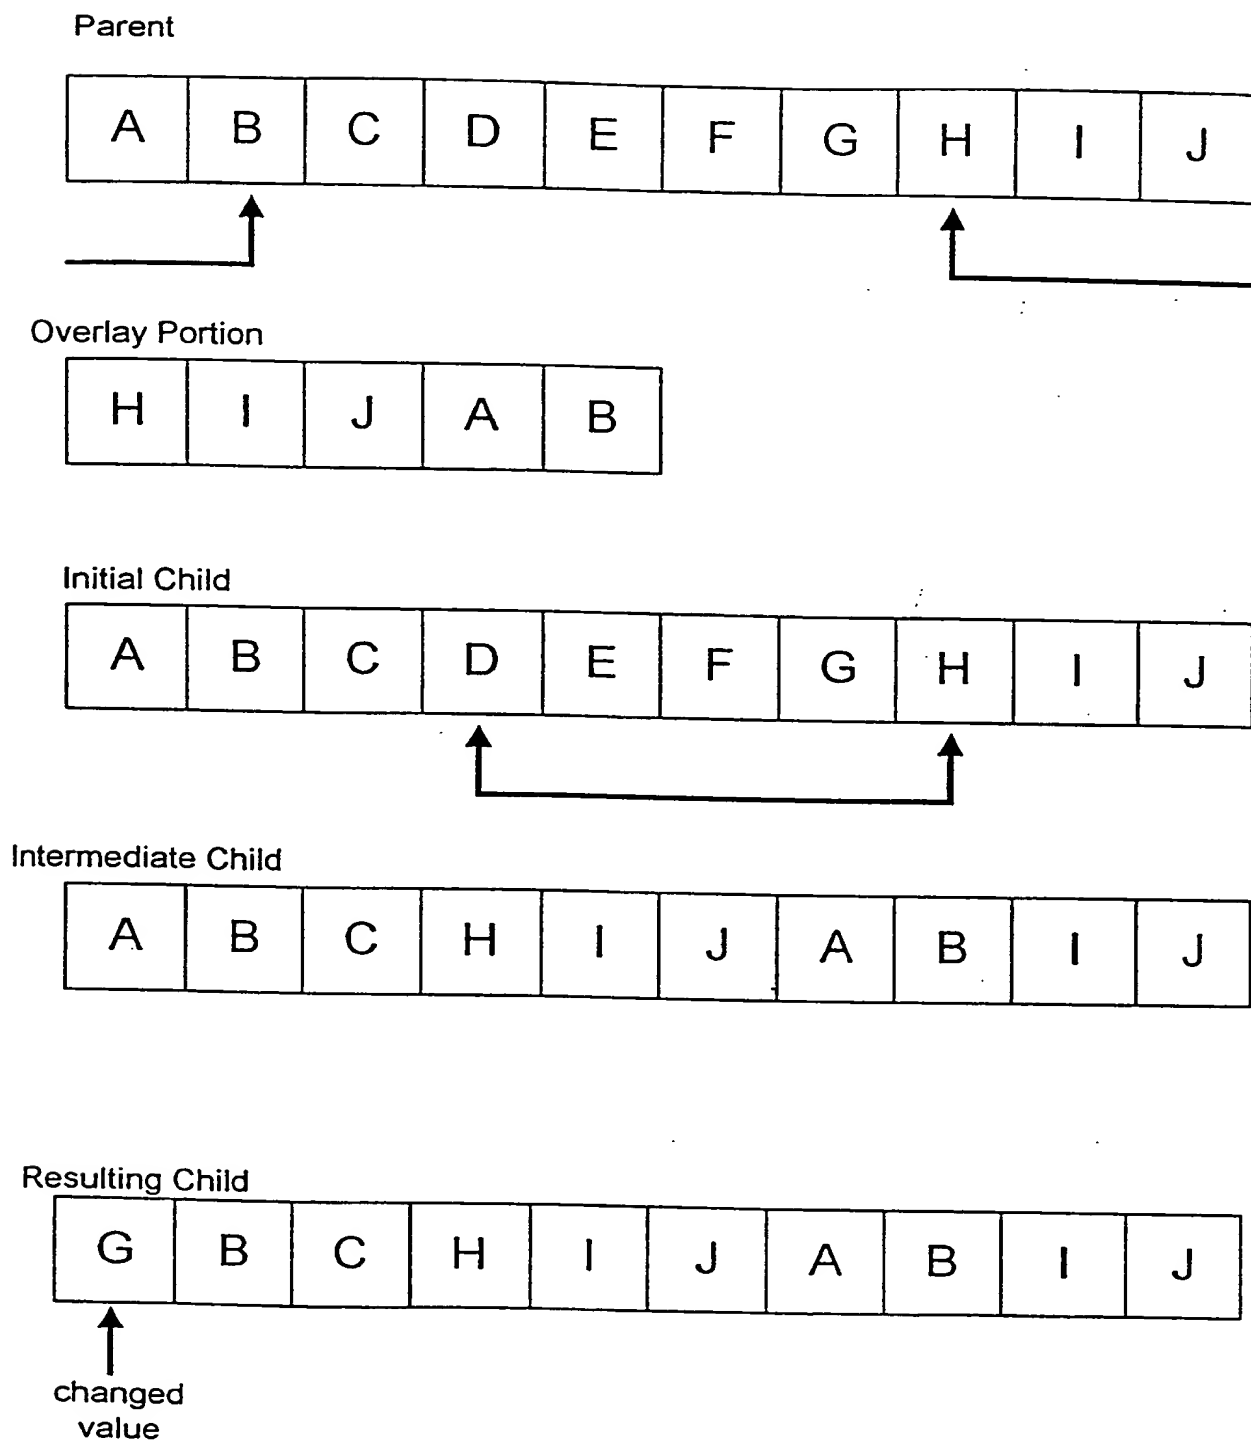 Parent
A B C D E F G H I J
Overlay Portion
H I J A B
Initial Child
A B C D E F G H I J
Intermediate Child
A B C H I J A B I J
Resulting Child
G B C H I J A B I J
changed
value